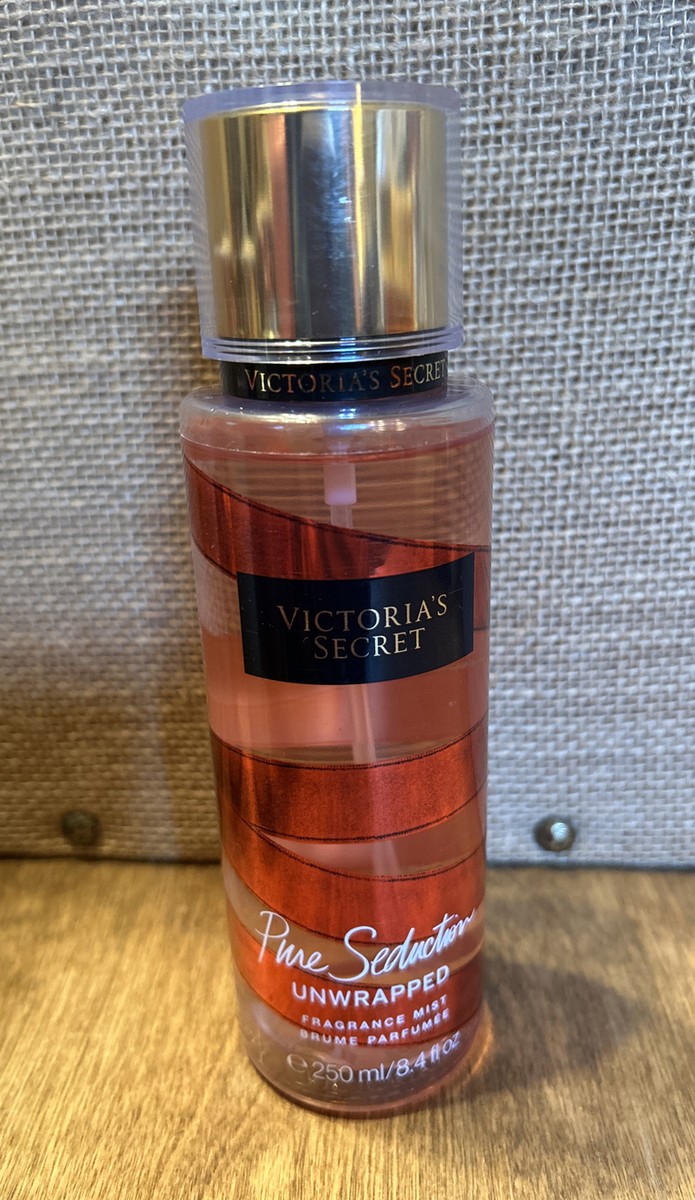 VICTORIA'S SECRET
VICTORIA'S
SECRET
Pure Seduction
UNWRAPPED
FRAGRANCE MIST
BRUME PARFUMÉE
℮ 250 ml/8.4 fl oz